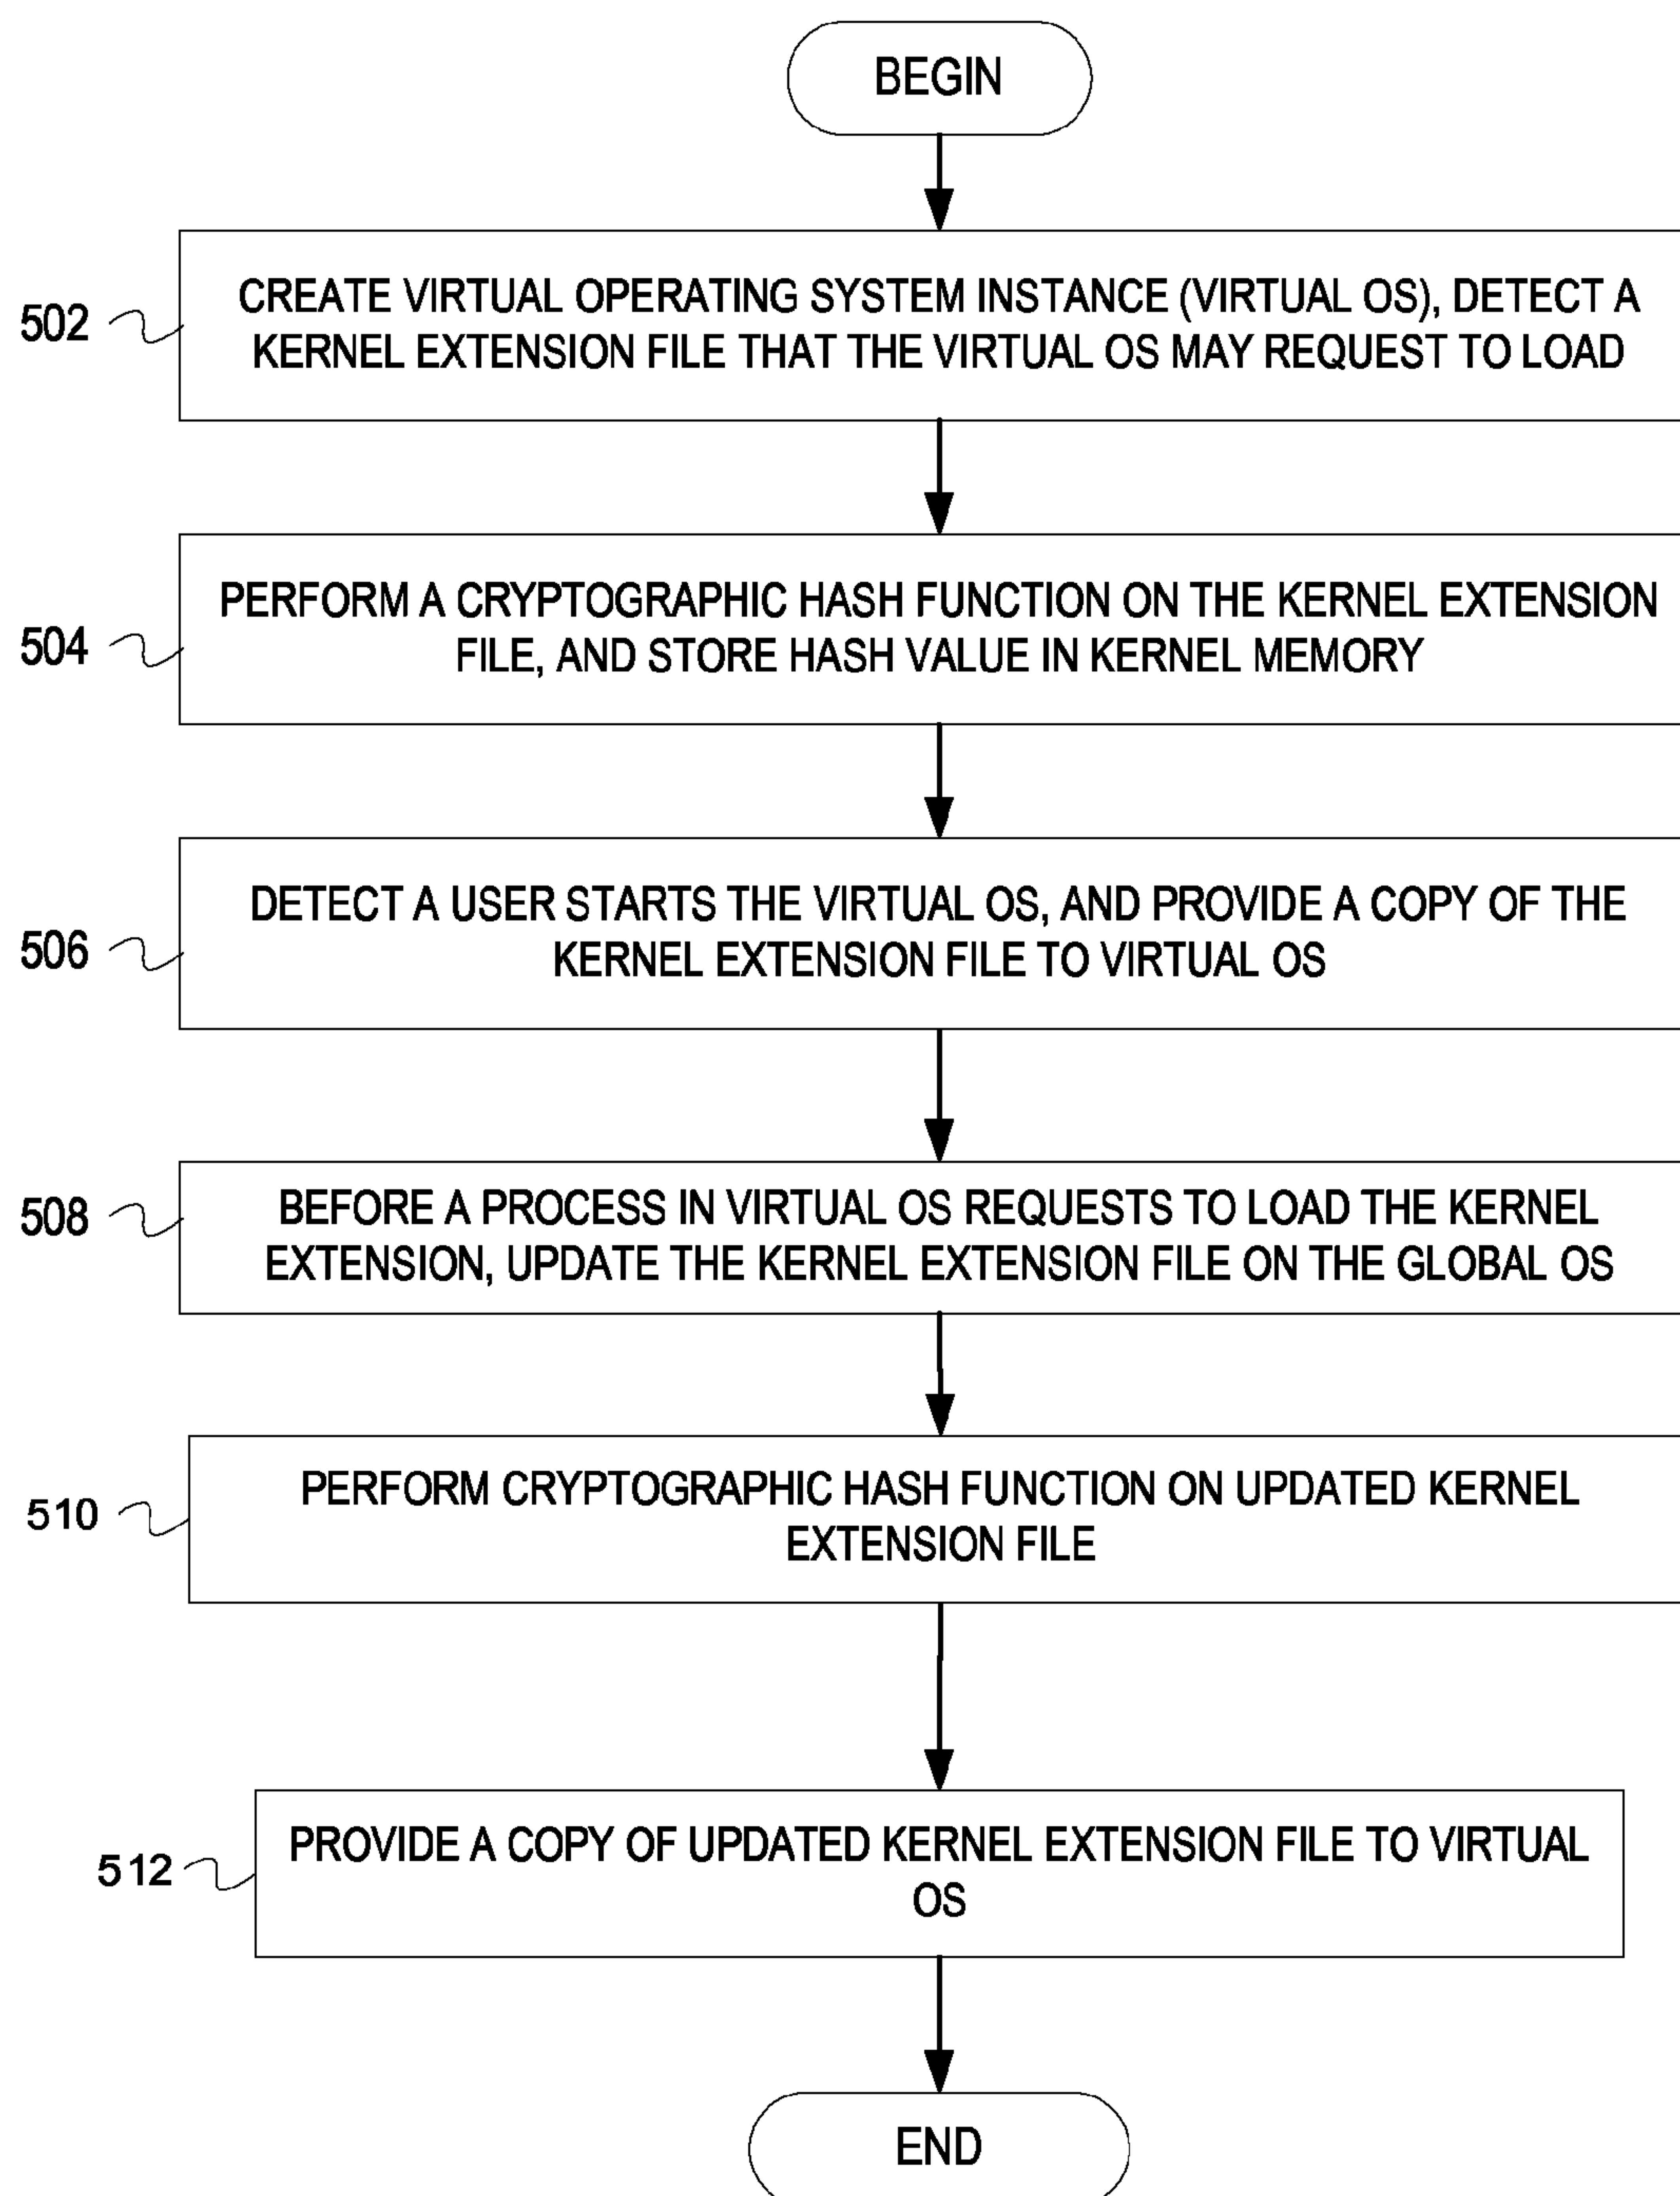 BEGIN
502
CREATE VIRTUAL OPERATING SYSTEM INSTANCE (VIRTUAL OS), DETECT A
KERNEL EXTENSION FILE THAT THE VIRTUAL OS MAY REQUEST TO LOAD
504
PERFORM A CRYPTOGRAPHIC HASH FUNCTION ON THE KERNEL EXTENSION
FILE, AND STORE HASH VALUE IN KERNEL MEMORY
506
DETECT A USER STARTS THE VIRTUAL OS, AND PROVIDE A COPY OF THE
KERNEL EXTENSION FILE TO VIRTUAL OS
508
BEFORE A PROCESS IN VIRTUAL OS REQUESTS TO LOAD THE KERNEL
EXTENSION, UPDATE THE KERNEL EXTENSION FILE ON THE GLOBAL OS
510
PERFORM CRYPTOGRAPHIC HASH FUNCTION ON UPDATED KERNEL
EXTENSION FILE
512
PROVIDE A COPY OF UPDATED KERNEL EXTENSION FILE TO VIRTUAL
OS
END